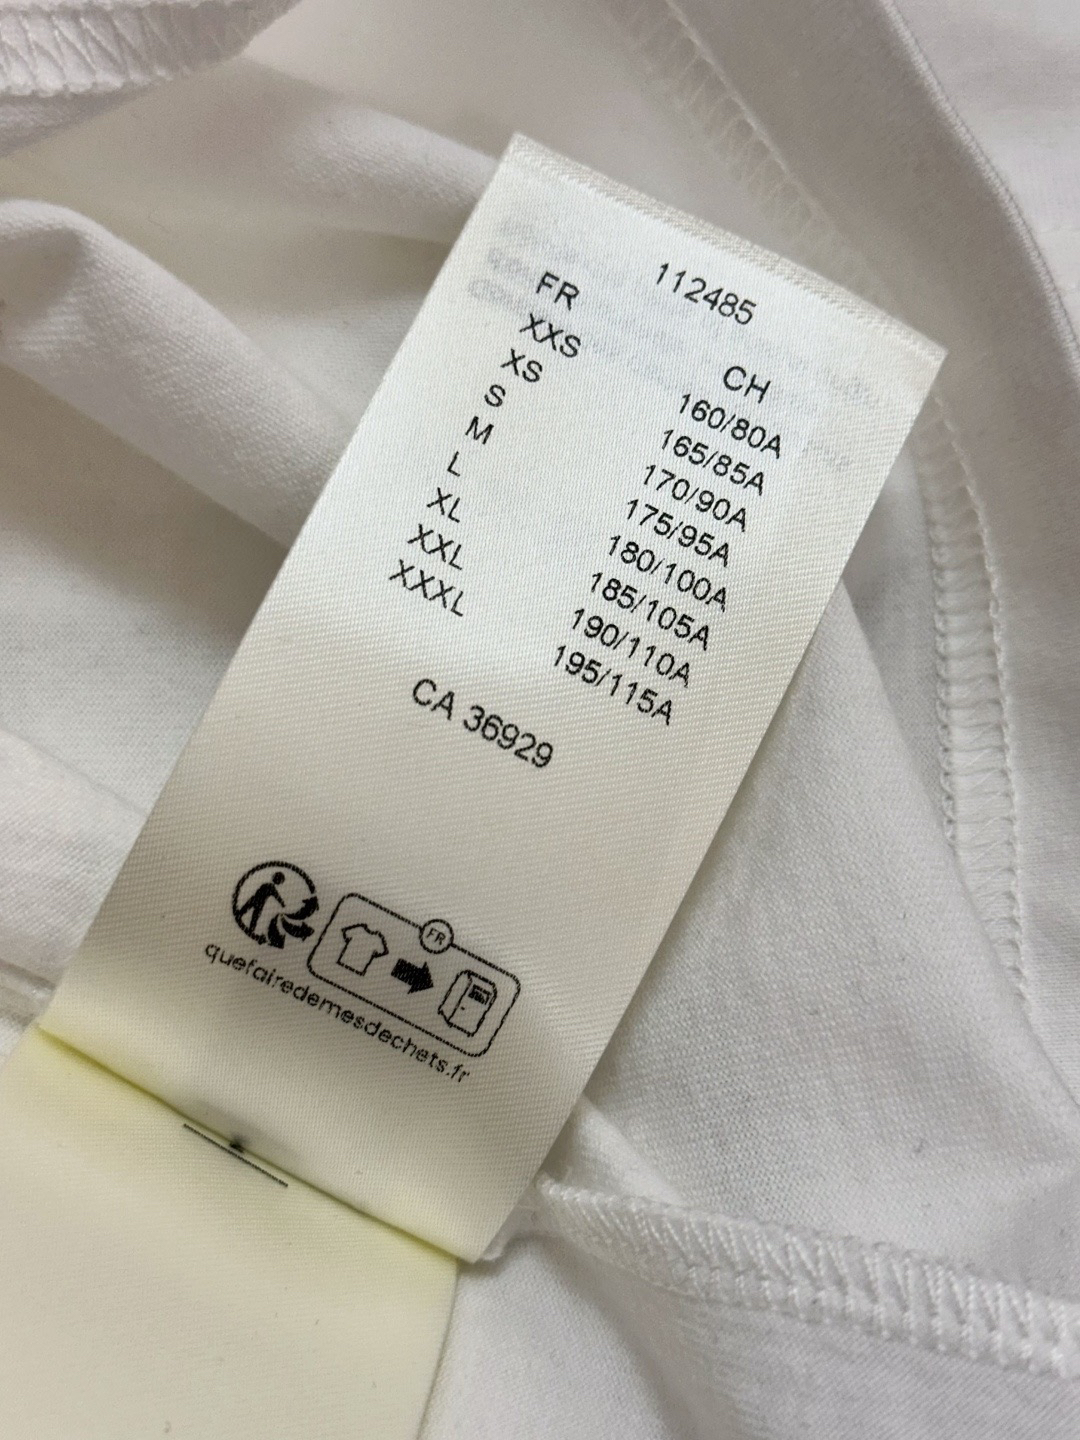 112485
FR CH
XXS 160/80A
XS 165/85A
S 170/90A
M 175/95A
L 180/100A
XL 185/105A
XXL 190/110A
XXXL 195/115A
CA 36929
FR
quefairedemesdechets.fr